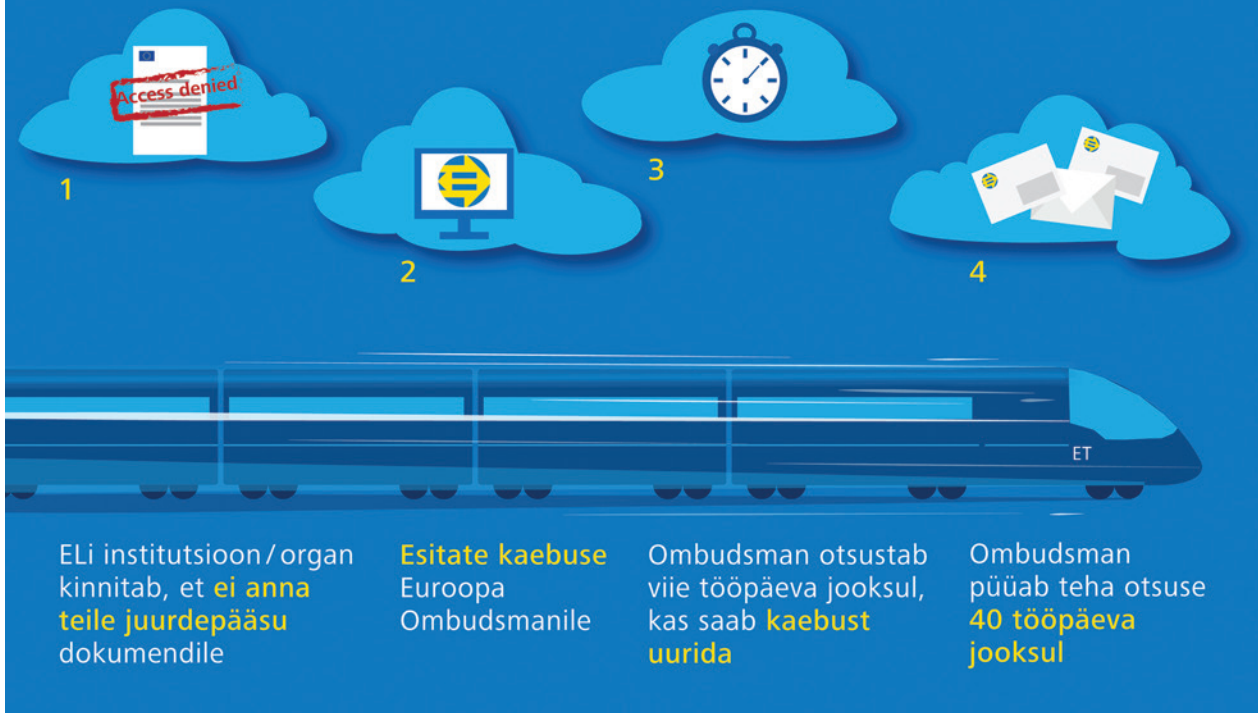 Access denied
1
2
3
4
ET
ELi institutsioon / organ
kinnitab, et ei anna
teile juurdepääsu
dokumendile
Esitate kaebuse
Euroopa
Ombudsmanile
Ombudsman otsustab
viie tööpäeva jooksul,
kas saab kaebust
uurida
Ombudsman
püüab teha otsuse
40 tööpäeva
jooksul